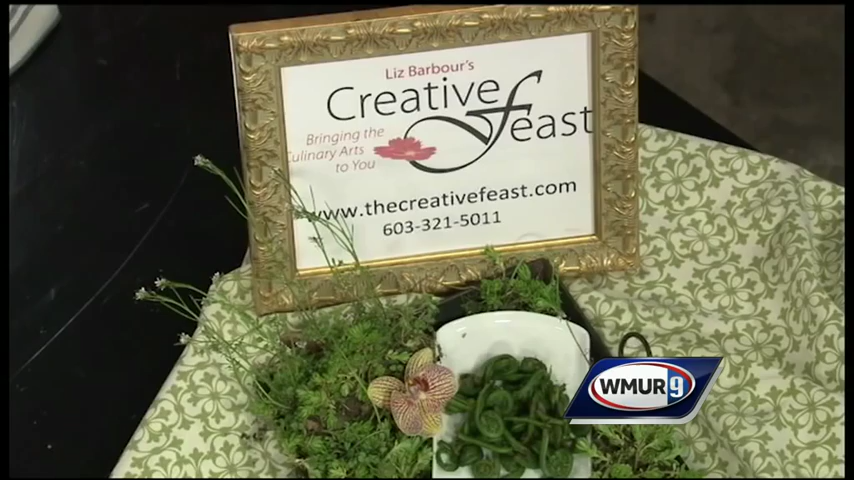 Liz Barbour's
Creative Feast
Bringing the
Culinary Arts
to You
www.thecreativefeast.com
603-321-5011
WMUR 9